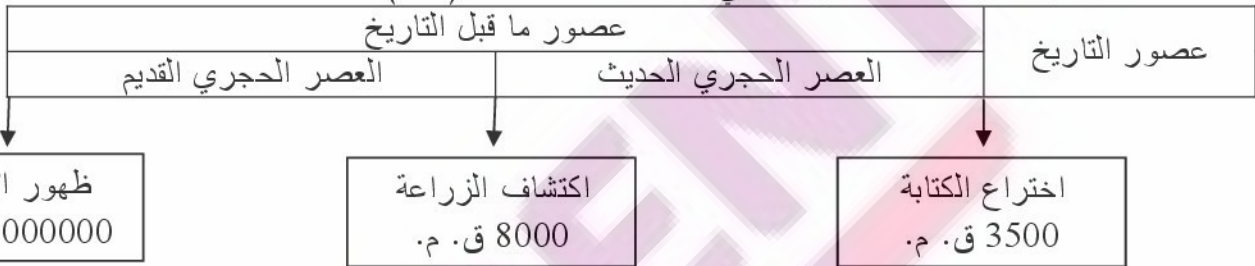 عصور ما قبل التاريخ
عصور التاريخ
العصر الحجري الحديث
العصر الحجري القديم
اختراع الكتابة
3500 ق. م.
اكتشاف الزراعة
8000 ق. م.
ظهور
000000